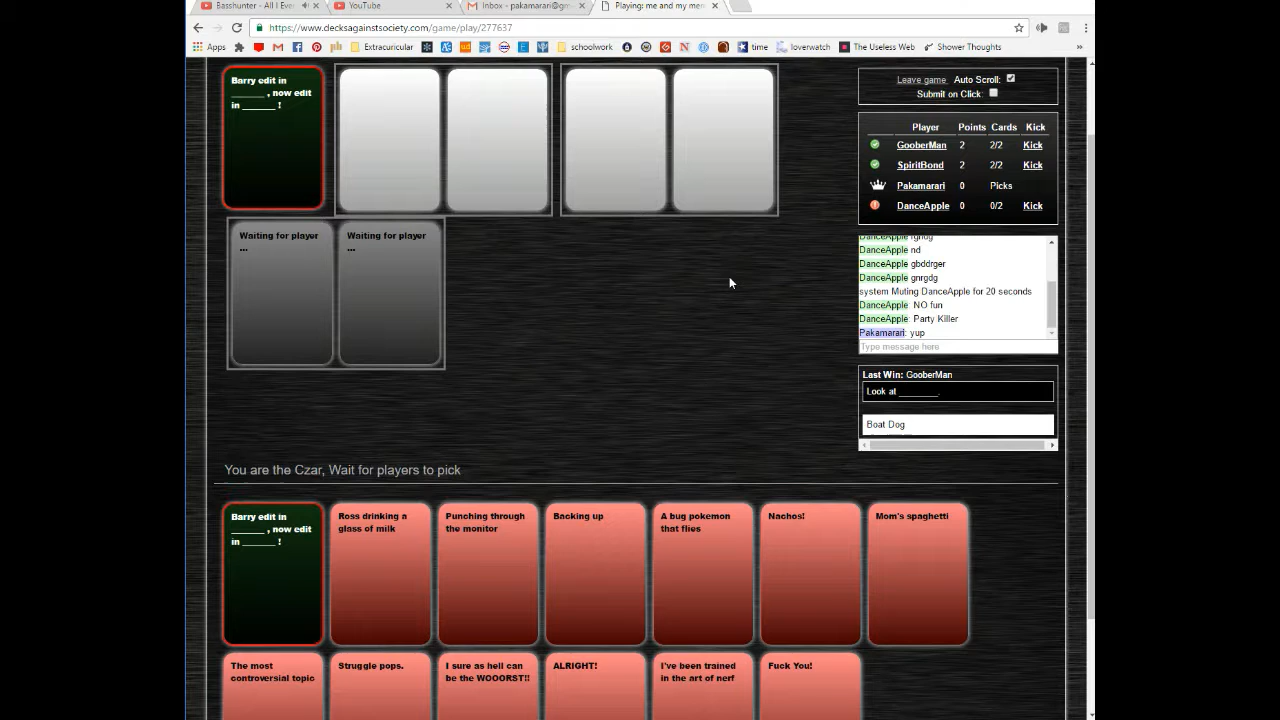 Basshunter - All I Eve
YouTube
Inbox - pakamarari@gm
Playing: me and my mem
https://www.decksagainstsociety.com/game/play/277637
Apps
Extracurricular
schoolwork
time
loverwatch
The Useless Web
Shower Thoughts
»
Barry edit in
______ , now edit
in ______ !
Waiting for player
...
Waiting for player
...
Leave game Auto Scroll:
Submit on Click:
Player Points Cards Kick
GooberMan 2 2/2 Kick
SpiritBond 2 2/2 Kick
Pakamarari 0 Picks
DanceApple 0 0/2 Kick
DanceApple nd
DanceApple gbddrger
DanceApple gnrgdg
system Muting DanceApple for 20 seconds
DanceApple: NO fun
DanceApple: Party Killer
Pakamarari: yup
Type message here
Last Win: GooberMan
Look at ________.
Boat Dog
You are the Czar, Wait for players to pick
Barry edit in
______ , now edit
in ______ !
Ross drinking a
glass of milk
Punching through
the monitor
Backing up
A bug pokemon
that flies
Nachos!
Mom's spaghetti
The most
controversial topic
Struggle pops.
I sure as hell can
be the WOOORST!!
ALRIGHT!
I've been trained
in the art of nerf
Fuck You!